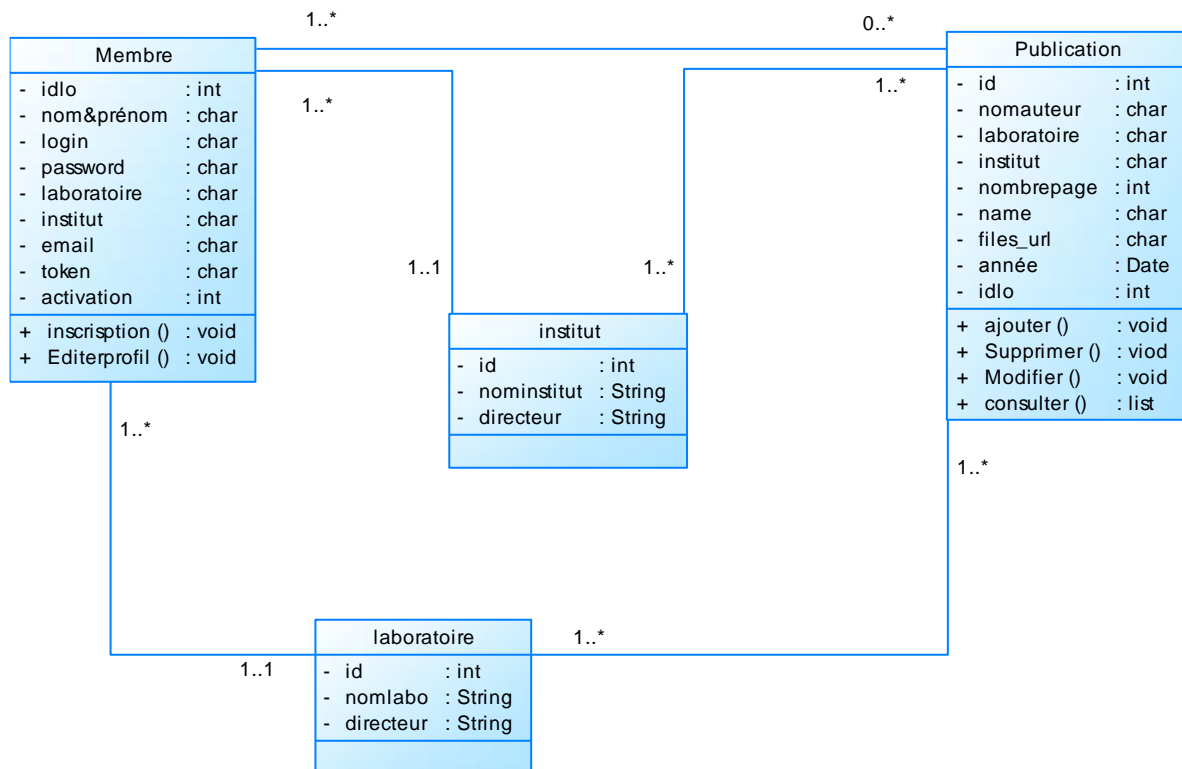 1..*
0..*
Membre
- idlo : int
- nom&prénom : char
- login : char
- password : char
- laboratoire : char
- institut : char
- email : char
- token : char
- activation : int
+ inscrisption () : void
+ Editerprofil () : void
1..*
1..*
Publication
- id : int
- nomauteur : char
- laboratoire : char
- institut : char
- nombrepage : int
- name : char
- files_url : char
- année : Date
- idlo : int
+ ajouter () : void
+ Supprimer () : viod
+ Modifier () : void
+ consulter () : list
1..1
1..*
institut
- id : int
- nominstitut : String
- directeur : String
1..*
1..*
laboratoire
- id : int
- nomlabo : String
- directeur : String
1..1
1..*